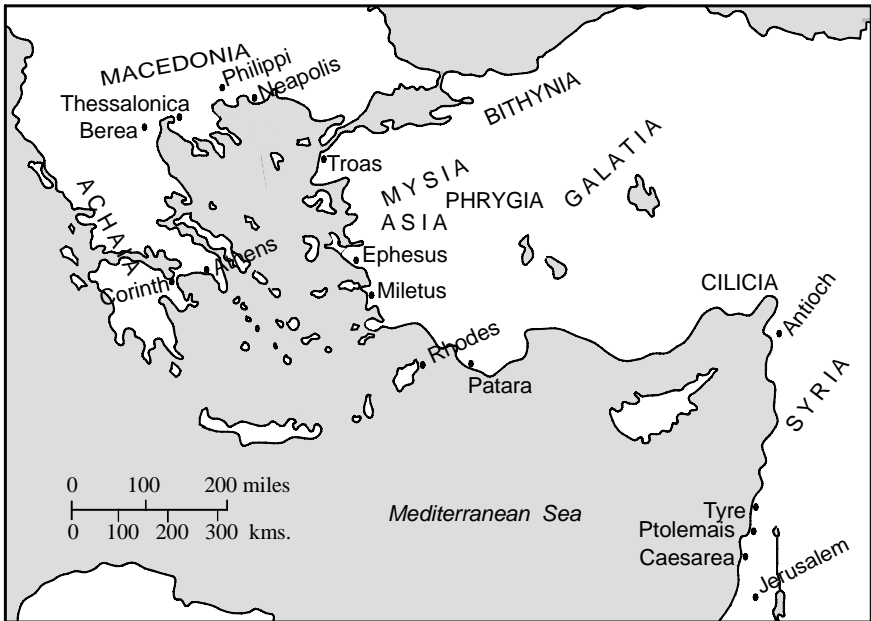 MACEDONIA
Philippi
Neapolis
Thessalonica
Berea
BITHYNIA
Troas
MYSIA
GALATIA
PHRYGIA
ASIA
ACHAIA
Athens
Ephesus
Corinth
Miletus
CILICIA
Antioch
Rhodes
Patara
SYRIA
0 100 200 miles
0 100 200 300 kms.
Mediterranean Sea
Tyre
Ptolemais
Caesarea
Jerusalem